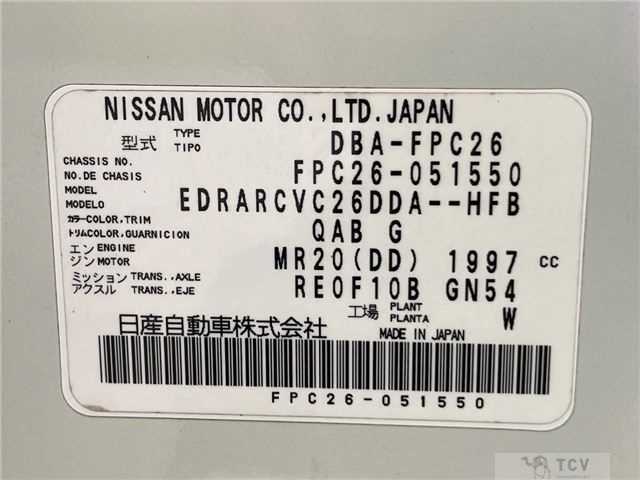 NISSAN MOTOR CO.,LTD.JAPAN
型式 TYPE TIPO DBA-FPC26
CHASSIS NO. NO.DE CHASIS FPC26-051550
MODEL MODELO EDRARCVC26DDA--HFB
カラーCOLOR,TRIM
トリムCOLOR,GUARNICION QAB G
エンジン ENGINE MOTOR MR20(DD) 1997 CC
ミッション TRANS.,AXLE
アクスル TRANS.,EJE RE0F10B GN54
工場 PLANT PLANTA W
日産自動車株式会社 MADE IN JAPAN
FPC26-051550
TCV